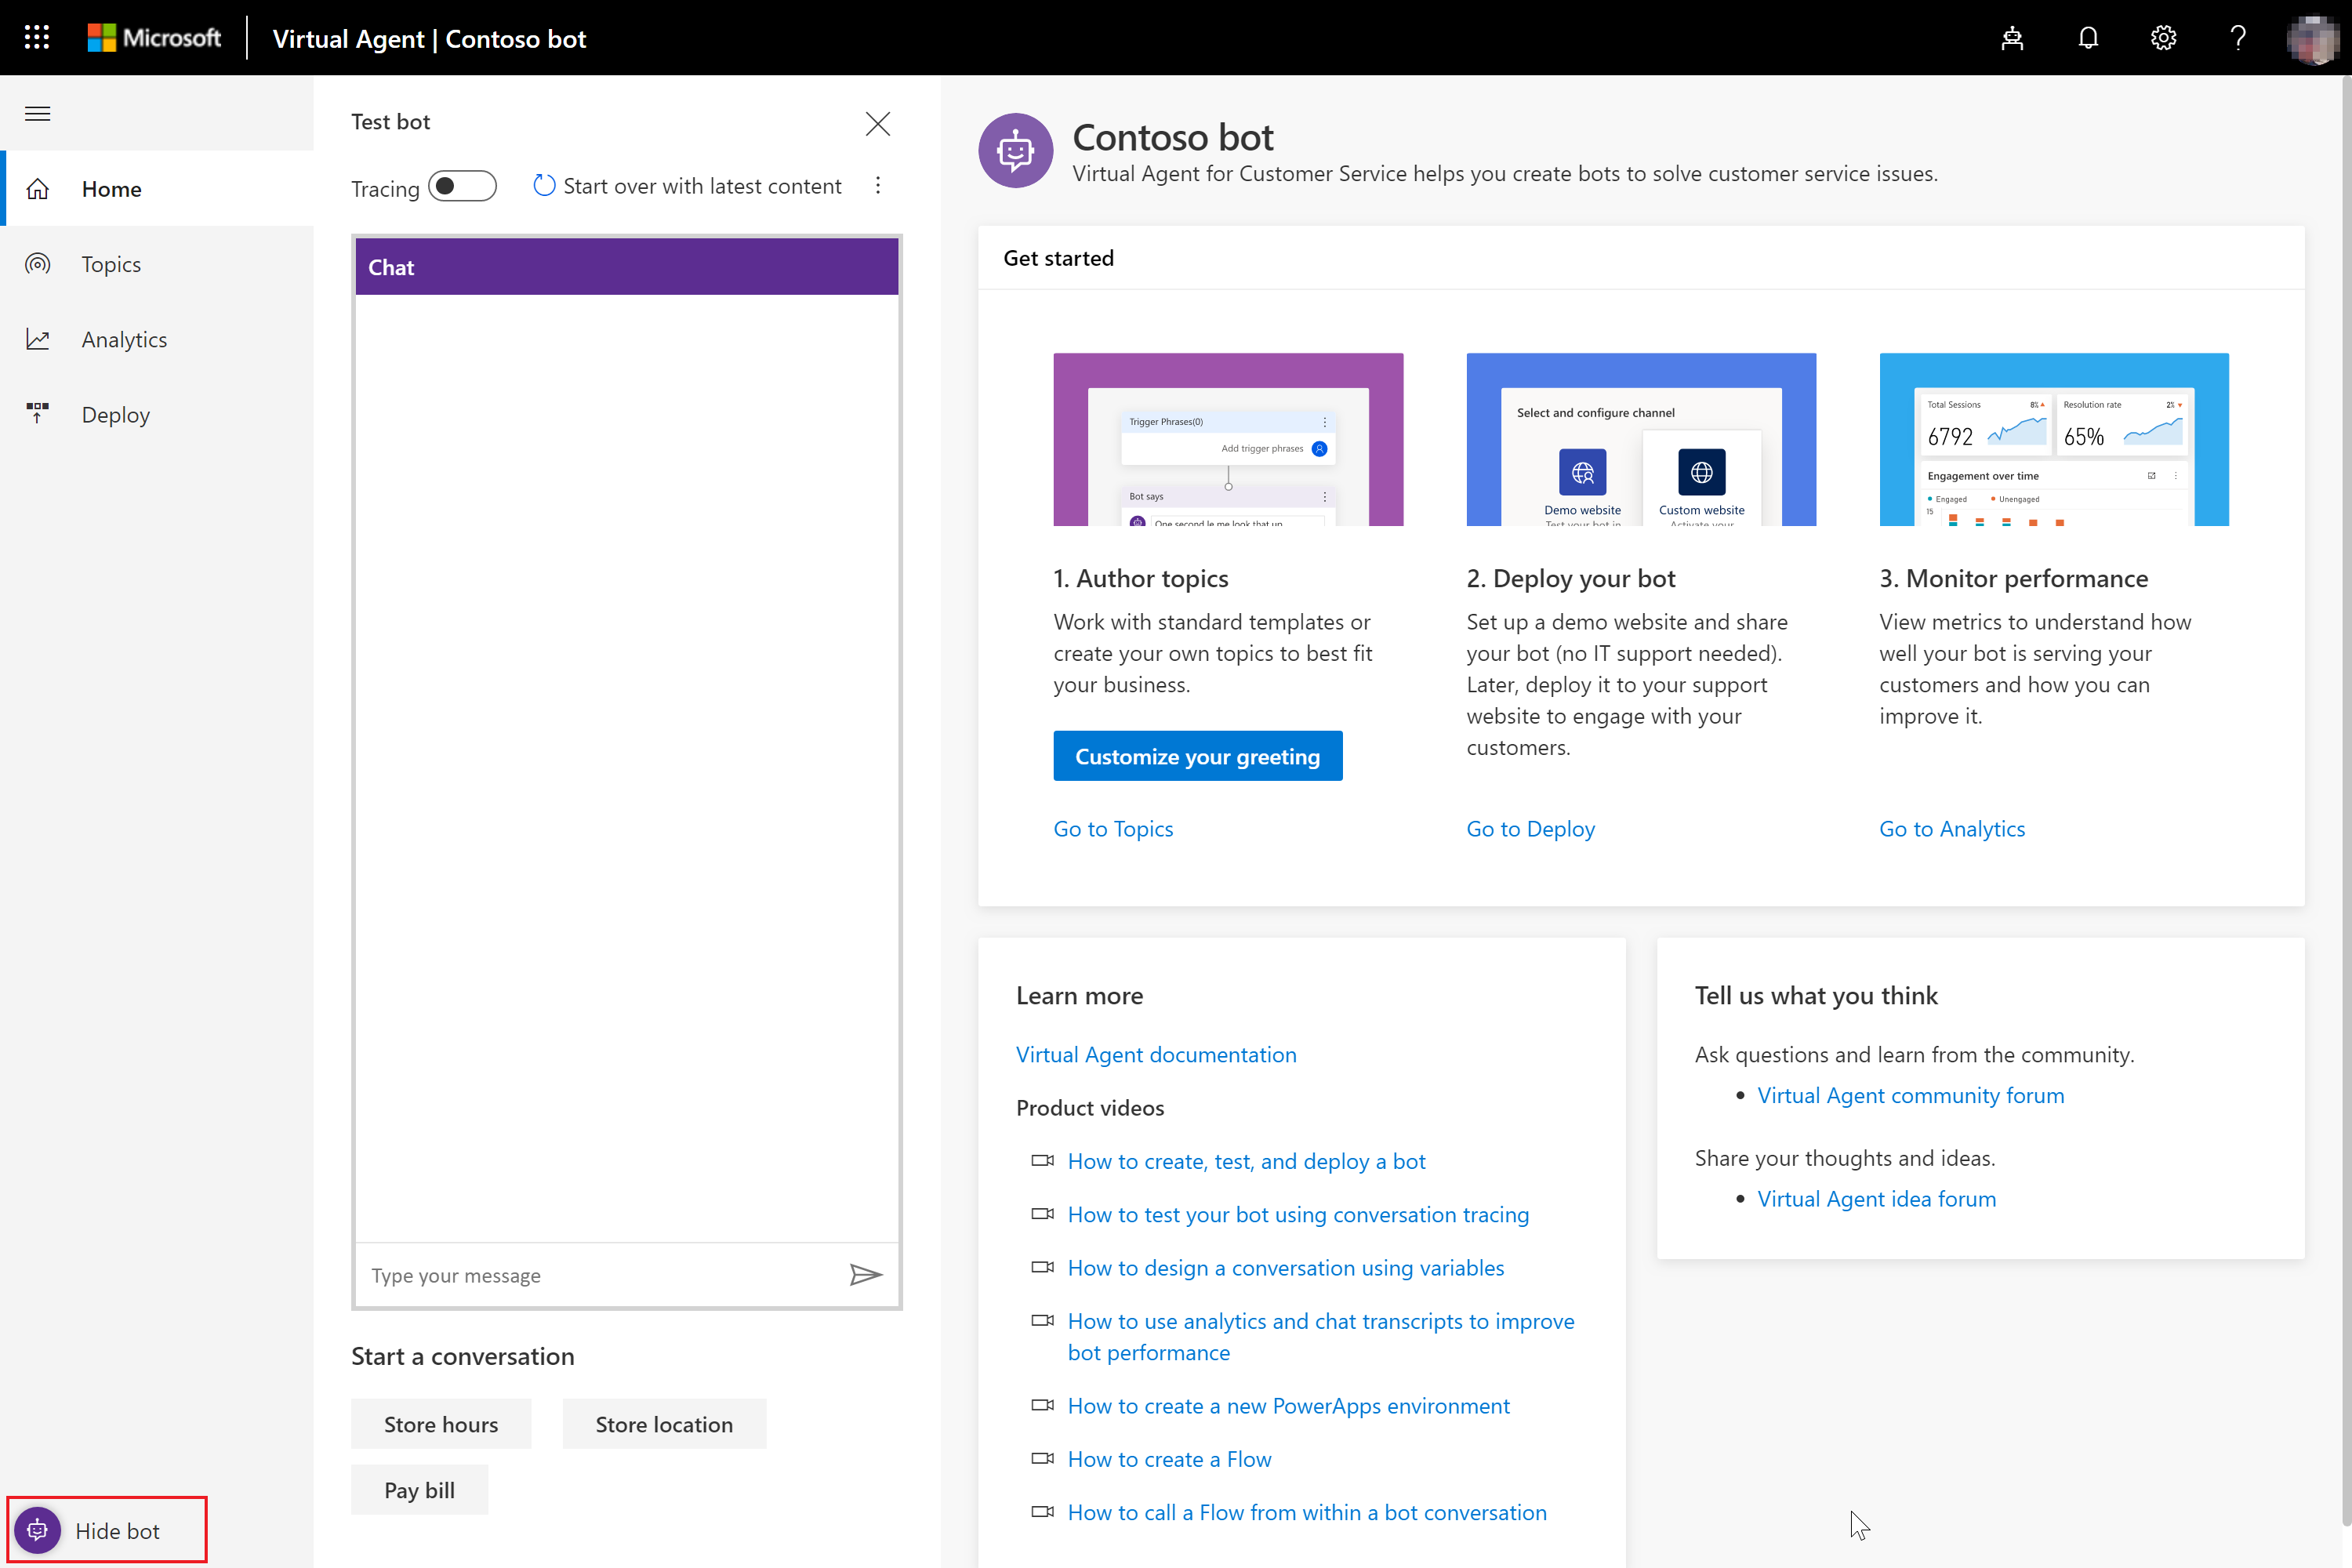 Microsoft
Virtual Agent | Contoso bot
Home
Topics
Analytics
Deploy
Hide bot
Test bot
Tracing
Start over with latest content
Chat
Type your message
Start a conversation
Store hours
Store location
Pay bill
Contoso bot
Virtual Agent for Customer Service helps you create bots to solve customer service issues.
Get started
Trigger Phrases(0)
Add trigger phrases
Bot says
One second le me look that up
1. Author topics
Work with standard templates or
create your own topics to best fit
your business.
Customize your greeting
Go to Topics
Select and configure channel
Demo website
Test your bot in
Custom website
Activate your
2. Deploy your bot
Set up a demo website and share
your bot (no IT support needed).
Later, deploy it to your support
website to engage with your
customers.
Go to Deploy
Total Sessions
8%
6792
Resolution rate
2%
65%
Engagement over time
Engaged
Unengaged
15
3. Monitor performance
View metrics to understand how
well your bot is serving your
customers and how you can
improve it.
Go to Analytics
Learn more
Virtual Agent documentation
Product videos
How to create, test, and deploy a bot
How to test your bot using conversation tracing
How to design a conversation using variables
How to use analytics and chat transcripts to improve
bot performance
How to create a new PowerApps environment
How to create a Flow
How to call a Flow from within a bot conversation
Tell us what you think
Ask questions and learn from the community.
• Virtual Agent community forum
Share your thoughts and ideas.
• Virtual Agent idea forum